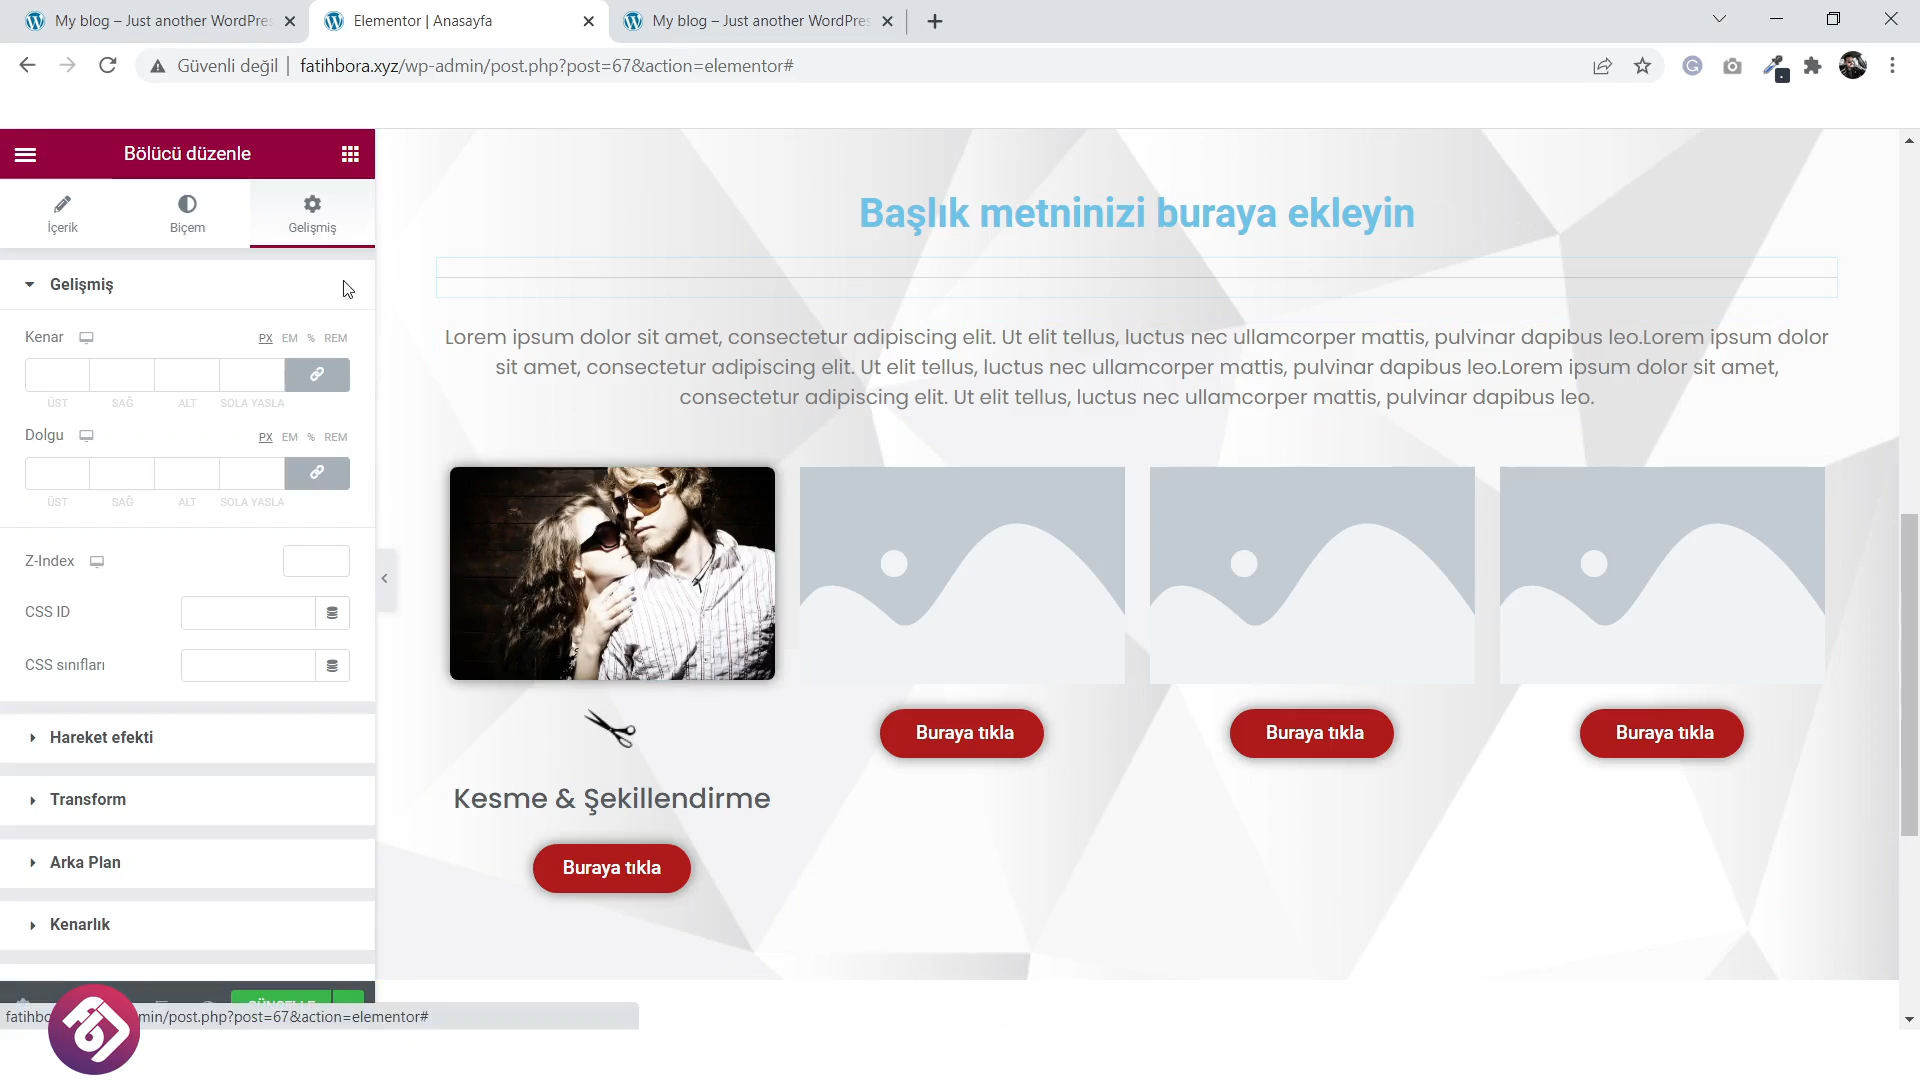 My blog – Just another WordPres
Elementor | Anasayfa
My blog – Just another WordPres
Güvenli değil
fatihbora.xyz/wp-admin/post.php?post=67&action=elementor#
Bölücü düzenle
İçerik
Biçem
Gelişmiş
Gelişmiş
Kenar
PX EM % REM
ÜST SAĞ ALT SOLA YASLA
Dolgu
PX EM % REM
ÜST SAĞ ALT SOLA YASLA
Z-Index
CSS ID
CSS sınıfları
Hareket efekti
Transform
Arka Plan
Kenarlık
GÜNCELLE
min/post.php?post=67&action=elementor#
Başlık metninizi buraya ekleyin
Lorem ipsum dolor sit amet, consectetur adipiscing elit. Ut elit tellus, luctus nec ullamcorper mattis, pulvinar dapibus leo.Lorem ipsum dolor
sit amet, consectetur adipiscing elit. Ut elit tellus, luctus nec ullamcorper mattis, pulvinar dapibus leo.Lorem ipsum dolor sit amet,
consectetur adipiscing elit. Ut elit tellus, luctus nec ullamcorper mattis, pulvinar dapibus leo.
Buraya tıkla
Buraya tıkla
Buraya tıkla
Kesme & Şekillendirme
Buraya tıkla